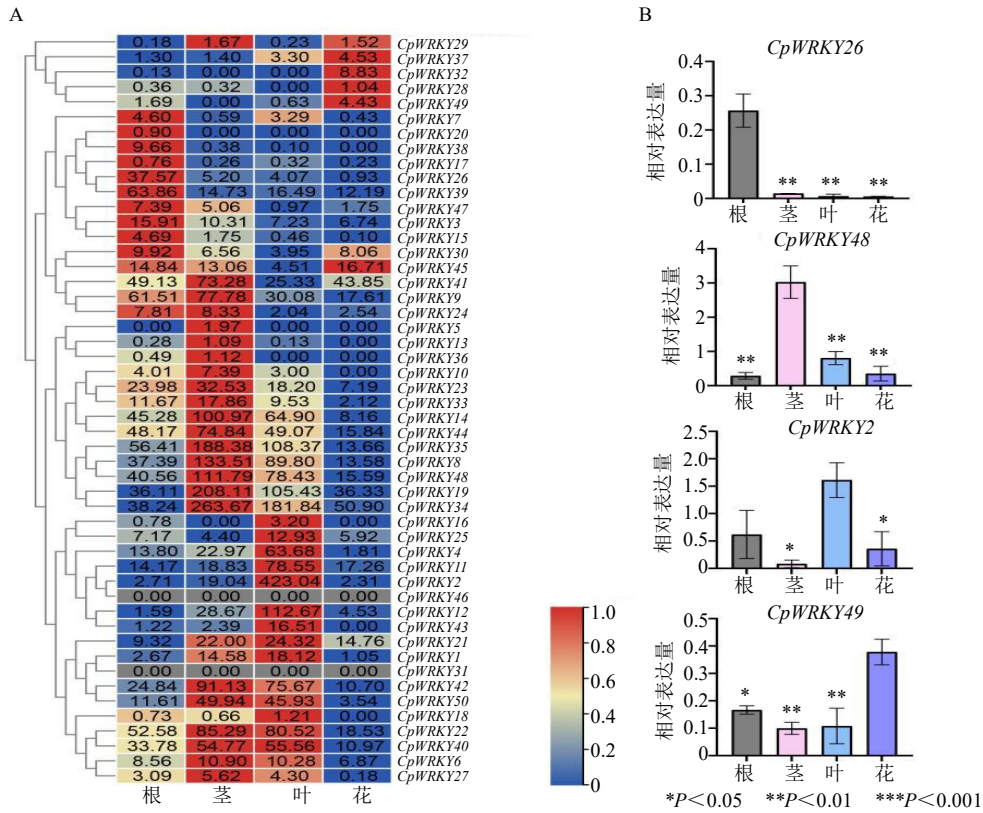 A
0.18 1.67 0.23 1.52 CpWRKY29
1.30 1.40 3.30 4.53 CpWRKY37
0.13 0.00 0.00 8.83 CpWRKY32
0.36 0.32 0.00 1.04 CpWRKY28
1.69 0.00 0.63 4.43 CpWRKY49
4.60 0.59 3.29 0.43 CpWRKY7
0.90 0.00 0.00 0.00 CpWRKY20
9.66 0.38 0.10 0.00 CpWRKY38
0.76 0.26 0.32 0.23 CpWRKY17
37.57 5.20 4.07 0.93 CpWRKY26
63.86 14.73 16.49 12.19 CpWRKY39
7.39 5.06 0.97 1.75 CpWRKY47
15.91 10.31 7.23 6.74 CpWRKY3
4.69 1.75 0.46 0.10 CpWRKY15
9.92 6.56 3.95 8.06 CpWRKY30
14.84 13.06 4.51 16.71 CpWRKY45
49.13 73.28 25.33 43.85 CpWRKY41
61.51 77.78 30.08 17.61 CpWRKY9
7.81 8.33 2.04 2.54 CpWRKY24
0.00 1.97 0.00 0.00 CpWRKY5
0.28 1.09 0.13 0.00 CpWRKY13
0.49 1.12 0.00 0.00 CpWRKY36
4.01 7.39 3.00 0.00 CpWRKY10
23.98 32.53 18.20 7.19 CpWRKY23
11.67 17.86 9.53 2.12 CpWRKY33
45.28 100.97 64.90 8.16 CpWRKY14
48.17 74.84 49.07 15.84 CpWRKY44
56.41 188.38 108.37 13.66 CpWRKY35
37.39 133.51 89.80 13.58 CpWRKY8
40.56 111.79 78.43 15.59 CpWRKY48
36.11 208.11 105.43 36.33 CpWRKY19
38.24 263.67 181.84 50.90 CpWRKY34
0.78 0.00 3.20 0.00 CpWRKY16
7.17 4.40 12.93 5.92 CpWRKY25
13.80 22.97 63.68 1.81 CpWRKY4
14.17 18.83 78.55 17.26 CpWRKY11
2.71 19.04 423.04 2.31 CpWRKY2
0.00 0.00 0.00 0.00 CpWRKY46
1.59 28.67 112.67 4.53 CpWRKY12
1.22 2.39 16.51 0.00 CpWRKY43
9.32 22.00 24.32 14.76 CpWRKY21
2.67 14.58 18.12 1.05 CpWRKY1
0.00 0.00 0.00 0.00 CpWRKY31
24.84 91.13 75.67 10.70 CpWRKY42
11.61 49.94 45.93 3.54 CpWRKY50
0.73 0.66 1.21 0.00 CpWRKY18
52.58 85.29 80.52 18.53 CpWRKY22
33.78 54.77 55.56 10.97 CpWRKY40
8.56 10.90 10.28 6.87 CpWRKY6
3.09 5.62 4.30 0.18 CpWRKY27
根 茎 叶 花
1.0
0.8
0.6
0.4
0.2
0
B
CpWRKY26
相对表达量
0.4
0.3
0.2
0.1
0
** ** **
根 茎 叶 花
CpWRKY48
相对表达量
4
3
2
1
0
** ** **
根 茎 叶 花
CpWRKY2
相对表达量
2.5
2.0
1.5
1.0
0.5
0
* *
根 茎 叶 花
CpWRKY49
相对表达量
0.5
0.4
0.3
0.2
0.1
0
* ** **
根 茎 叶 花
*P＜0.05 **P＜0.01 ***P＜0.001